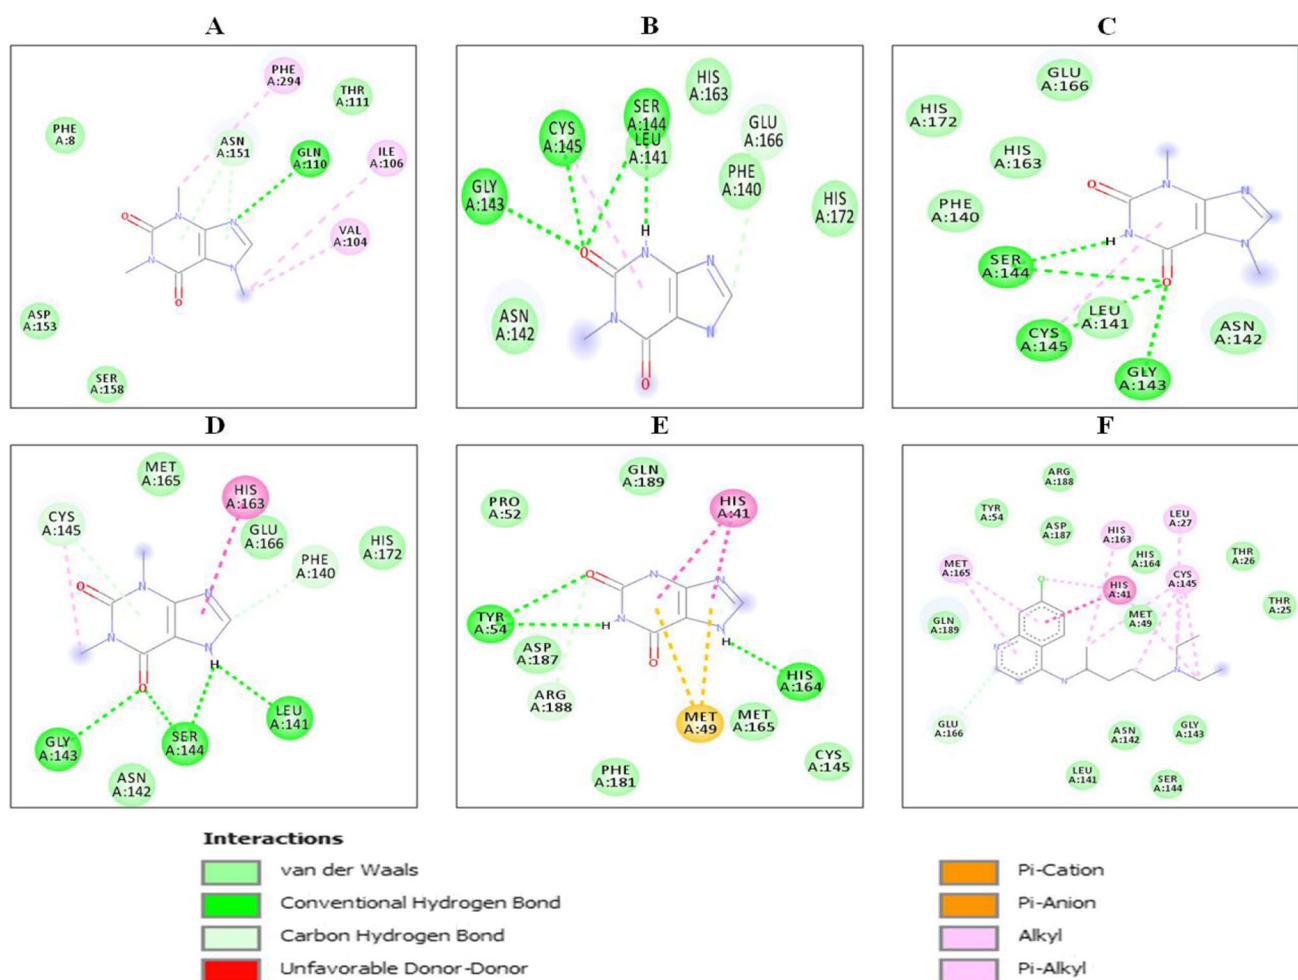 A
PHE
A:294
THR
A:111
PHE
A:8
ASN
A:151
GLN
A:110
ILE
A:106
VAL
A:104
N
N
O
N
N
O
ASP
A:153
SER
A:158
B
HIS
A:163
SER
A:144
CYS
A:145
LEU
A:141
GLU
A:166
PHE
A:140
GLY
A:143
HIS
A:172
H
O
N
N
ASN
A:142
N
N
O
C
GLU
A:166
HIS
A:172
HIS
A:163
PHE
A:140
O
N
N
N
H
N
SER
A:144
O
LEU
A:141
CYS
A:145
ASN
A:142
GLY
A:143
D
MET
A:165
HIS
A:163
CYS
A:145
GLU
A:166
HIS
A:172
PHE
A:140
O
N
N
N
N
H
O
LEU
A:141
GLY
A:143
SER
A:144
ASN
A:142
E
GLN
A:189
PRO
A:52
HIS
A:41
O
N
N
TYR
A:54
H
N
N
H
ASP
A:187
O
ARG
A:188
HIS
A:164
MET
A:49
MET
A:165
CYS
A:145
PHE
A:181
F
ARG
A:188
TYR
A:54
LEU
A:27
ASP
A:187
HIS
A:163
HIS
A:164
THR
A:26
MET
A:165
CYS
A:145
HIS
A:41
THR
A:25
GLN
A:189
MET
A:49
N
N
N
GLU
A:166
ASN
A:142
GLY
A:143
LEU
A:141
SER
A:144
Interactions
van der Waals
Conventional Hydrogen Bond
Carbon Hydrogen Bond
Unfavorable Donor-Donor
Pi-Cation
Pi-Anion
Alkyl
Pi-Alkyl